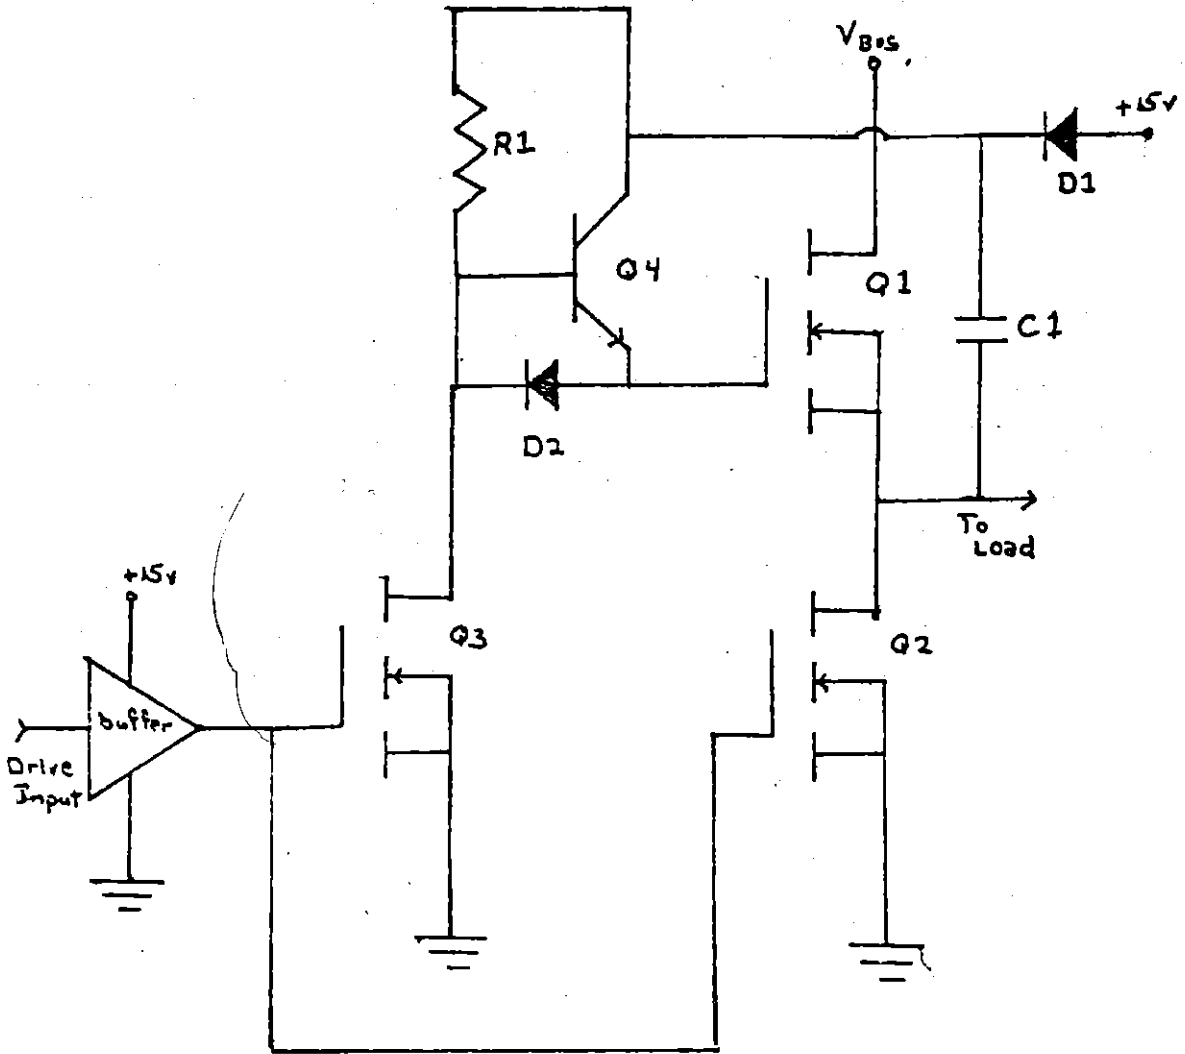 VBus.
+15v
R1
D1
Q4
Q1
C1
D2
To
Load
+15v
Q3
Q2
buffer
Drive
Input